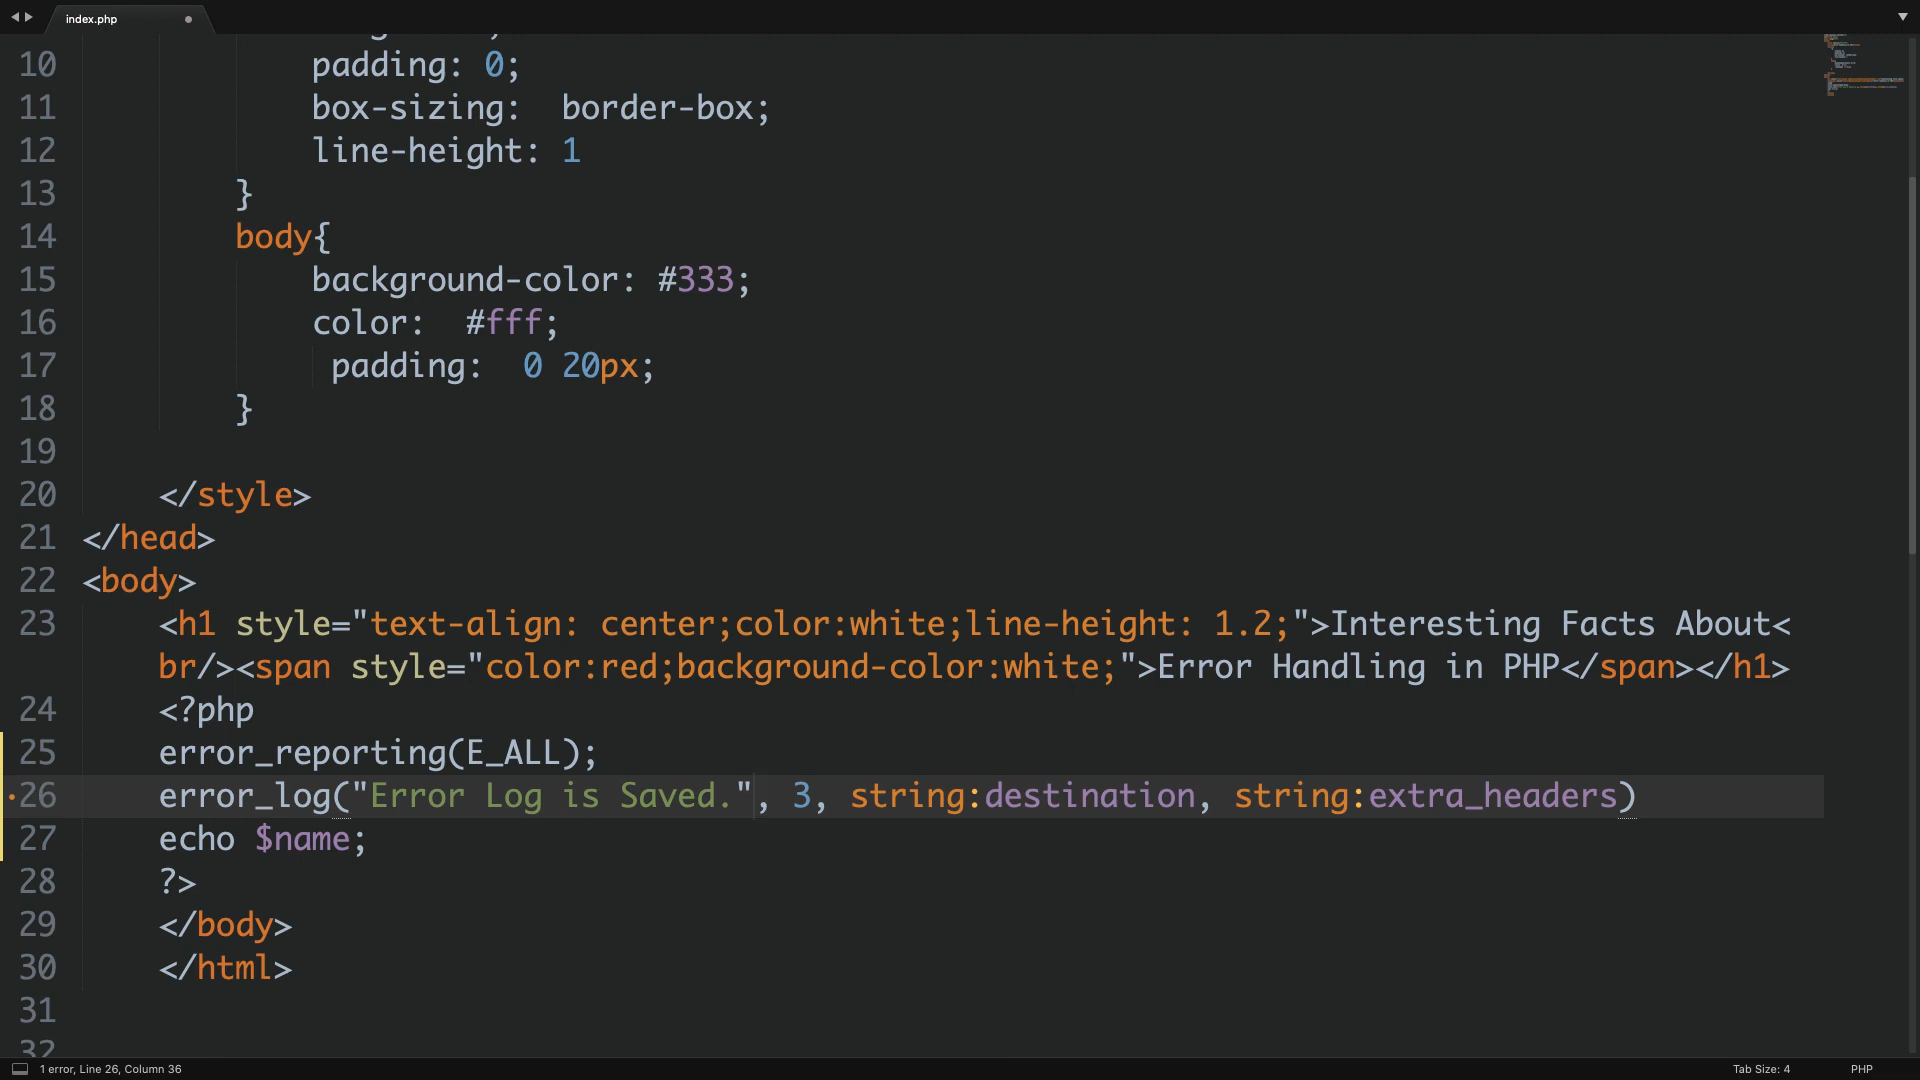 index.php
10 padding: 0;
11 box-sizing:  border-box;
12 line-height: 1
13 }
14 body{
15 background-color: #333;
16 color:  #fff;
17 padding:  0 20px;
18 }
19
20 </style>
21 </head>
22 <body>
23 <h1 style="text-align: center;color:white;line-height: 1.2;">Interesting Facts About<
br/><span style="color:red;background-color:white;">Error Handling in PHP</span></h1>
24 <?php
25 error_reporting(E_ALL);
26 error_log("Error Log is Saved.", 3, string:destination, string:extra_headers)
27 echo $name;
28 ?>
29 </body>
30 </html>
31
32
1 error, Line 26, Column 36
Tab Size: 4
PHP